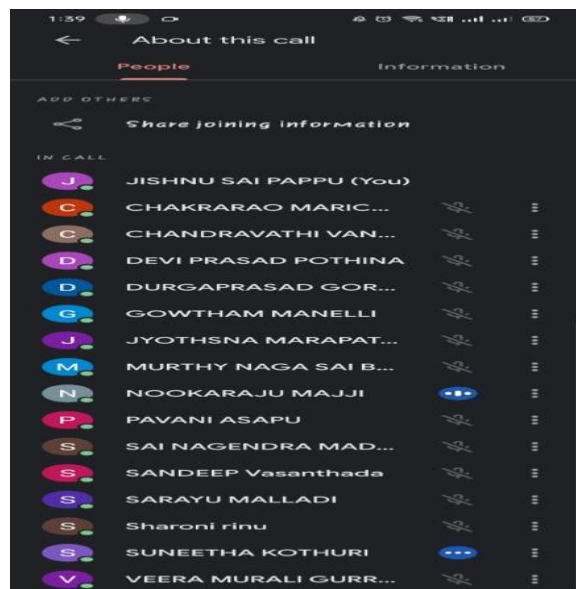 1:39
57
About this call
People Information
ADD OTHERS
Share joining information
IN CALL
J JISHNU SAI PAPPU (You)
C CHAKRARAO MARIC...
C CHANDRAVATHI VAN...
D DEVI PRASAD POTHINA
D DURGAPRASAD GOR...
G GOWTHAM MANELLI
J JYOTHSNA MARAPAT...
M MURTHY NAGA SAI B...
N NOOKARAJU MAJJI
P PAVANI ASAPU
S SAI NAGENDRA MAD...
S SANDEEP Vasanthada
S SARAYU MALLADI
S Sharoni rinu
S SUNEETHA KOTHURI
V VEERA MURALI GURR...